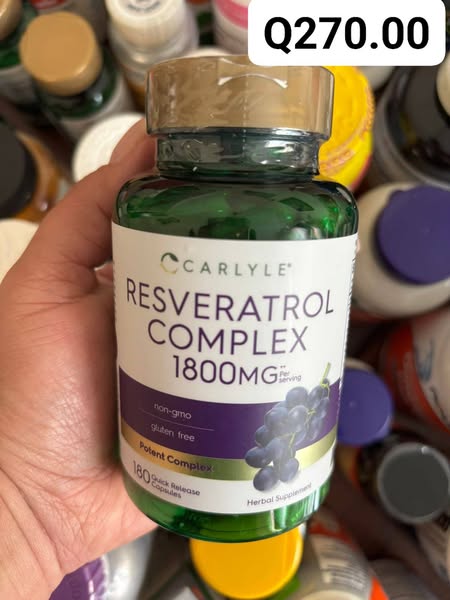 Q270.00
CARLYLE®
RESVERATROL
COMPLEX
1800MG** Per serving
non-gmo
gluten free
Potent Complex
180 Quick Release Capsules
Herbal Supplement